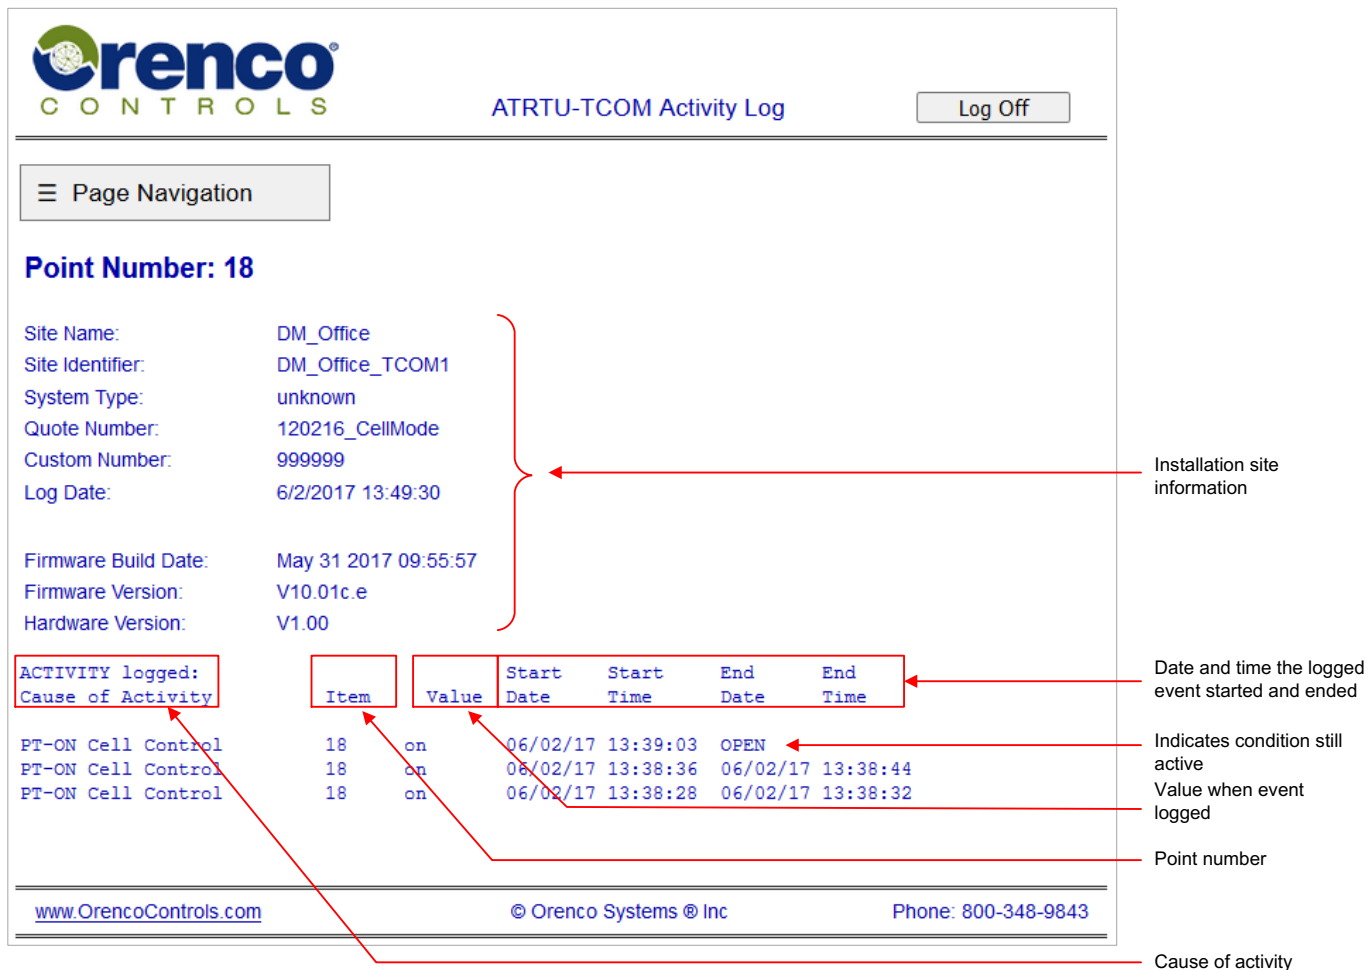 Orenco®
CONTROLS
ATRTU-TCOM Activity Log
Log Off
☰ Page Navigation
Point Number: 18
Site Name: DM_Office
Site Identifier: DM_Office_TCOM1
System Type: unknown
Quote Number: 120216_CellMode
Custom Number: 999999
Log Date: 6/2/2017 13:49:30
Installation site
information
Firmware Build Date: May 31 2017 09:55:57
Firmware Version: V10.01c.e
Hardware Version: V1.00
ACTIVITY logged: Start Start End End
Cause of Activity Item Value Date Time Date Time
Date and time the logged
event started and ended
PT-ON Cell Control 18 on 06/02/17 13:39:03 OPEN
PT-ON Cell Control 18 on 06/02/17 13:38:36 06/02/17 13:38:44
PT-ON Cell Control 18 on 06/02/17 13:38:28 06/02/17 13:38:32
Indicates condition still
active
Value when event
logged
Point number
www.OrencoControls.com © Orenco Systems ® Inc Phone: 800-348-9843
Cause of activity